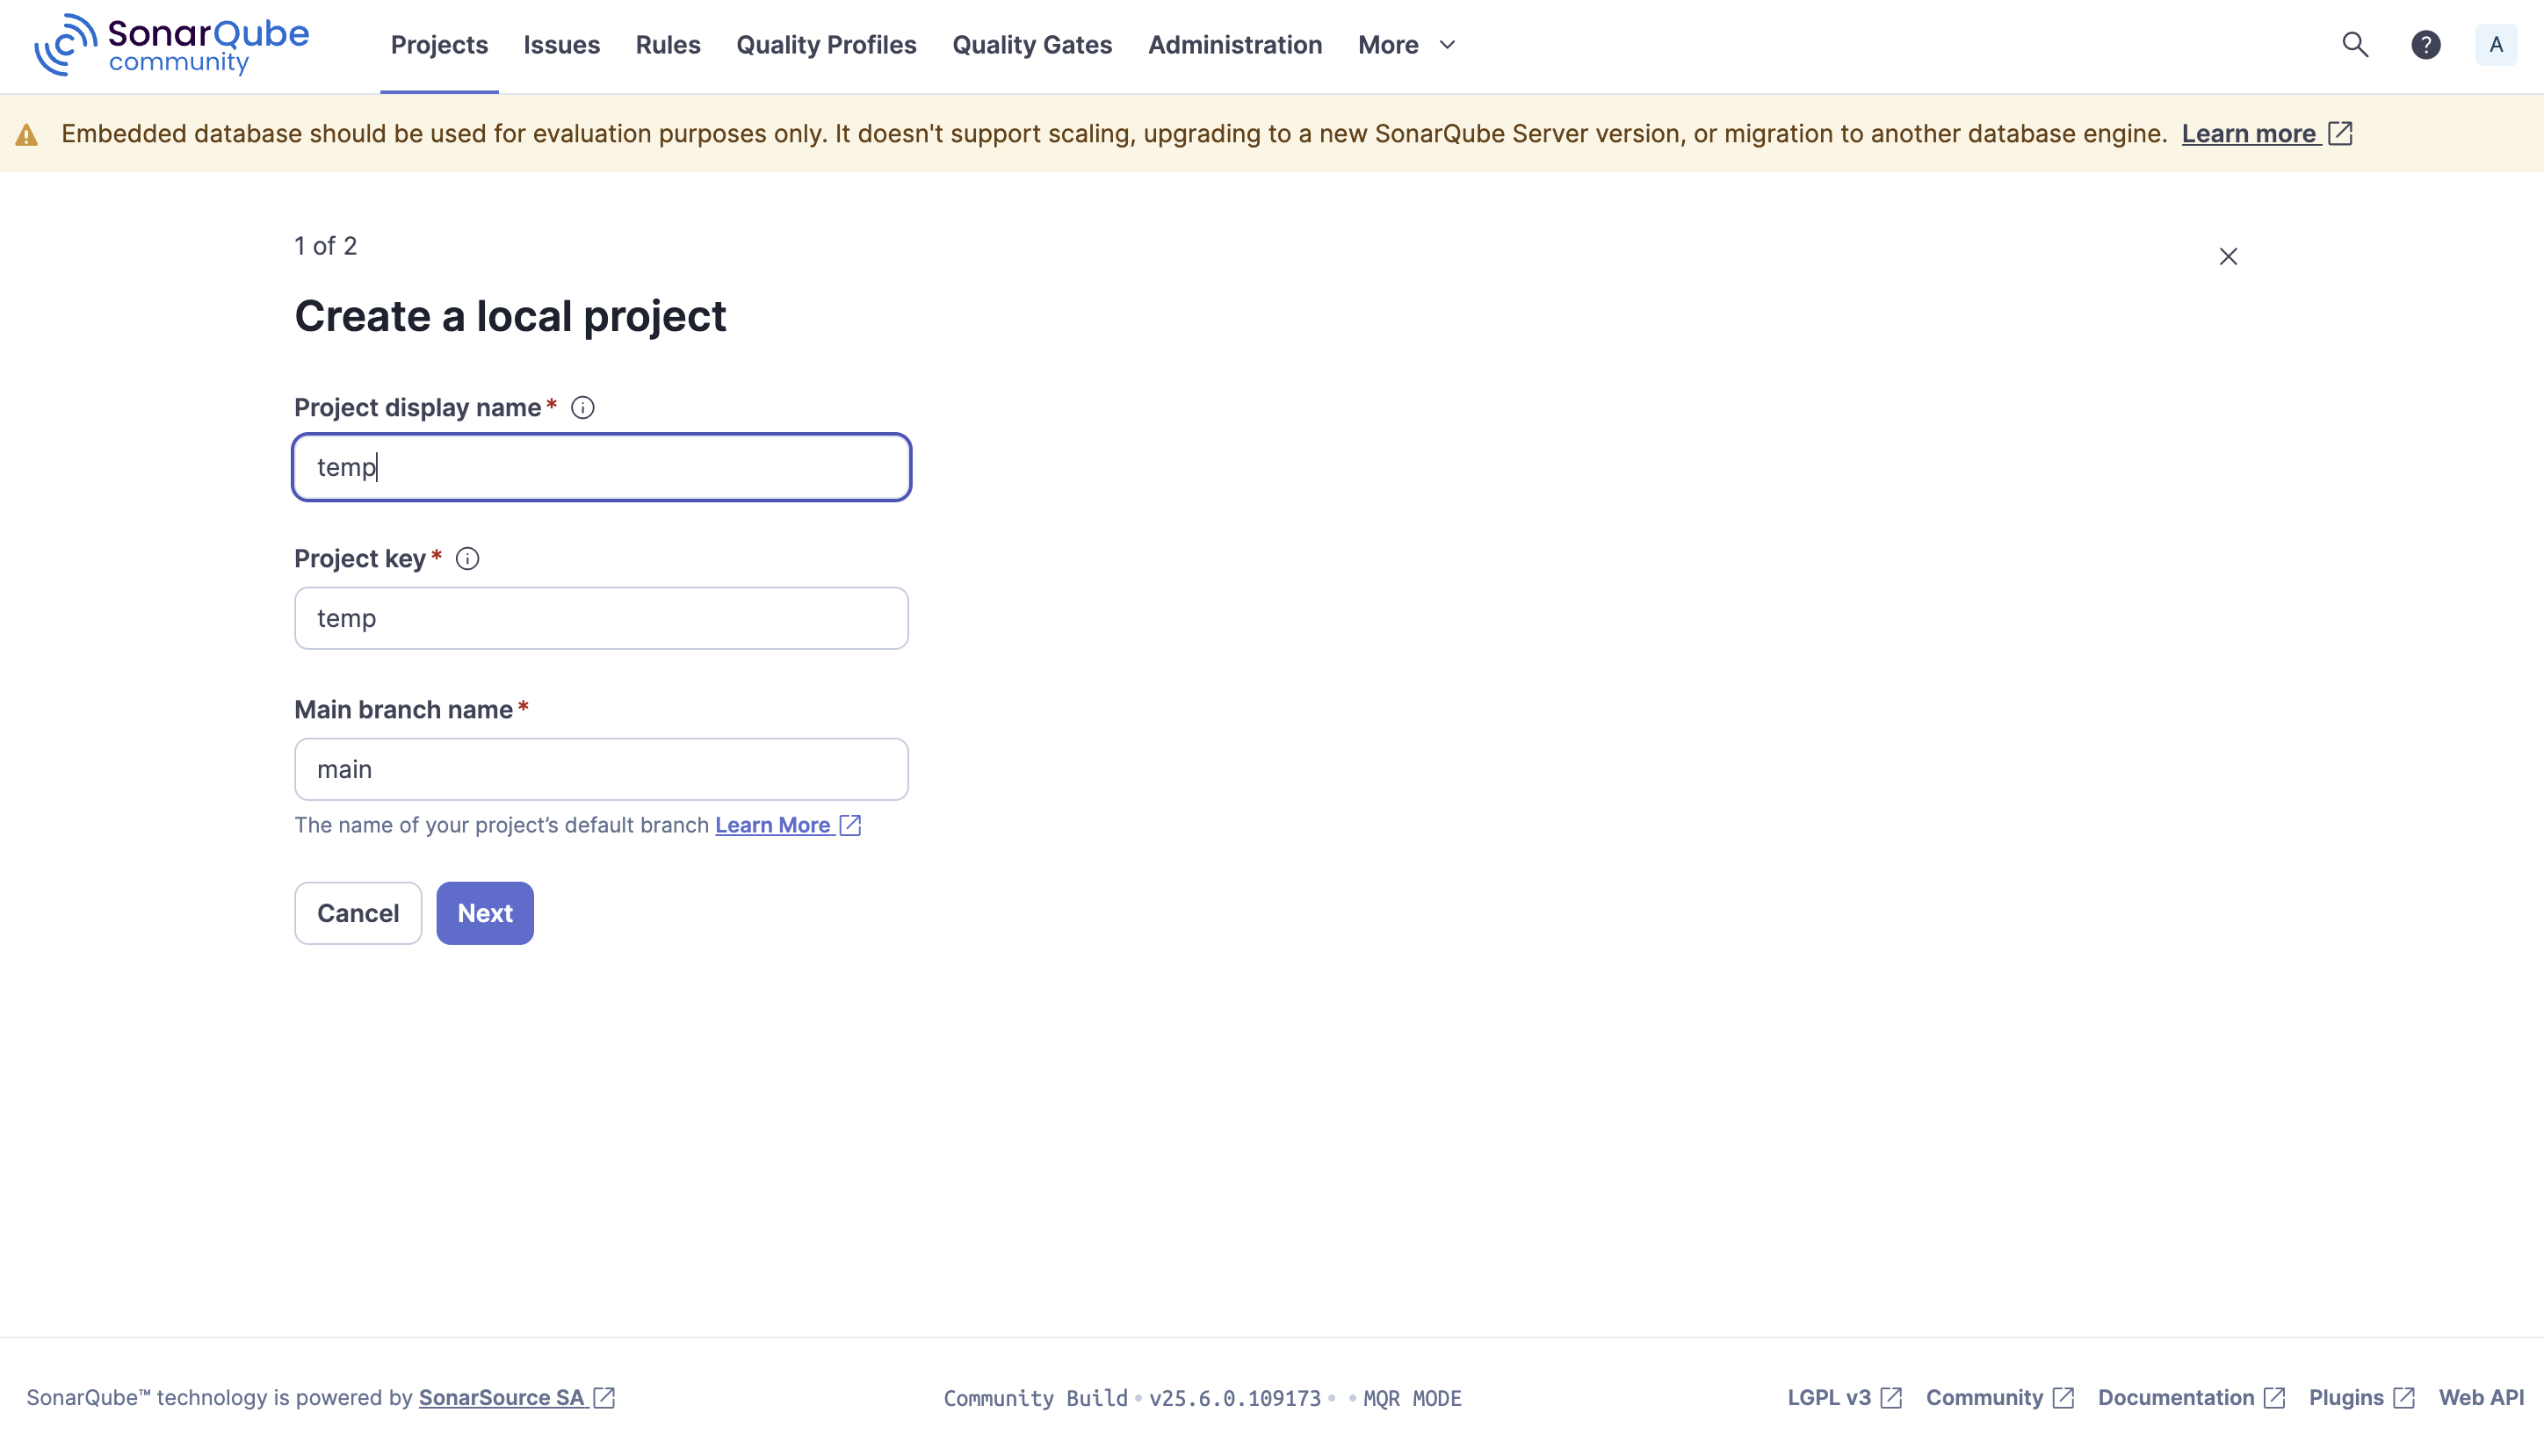 SonarQube community
Projects Issues Rules Quality Profiles Quality Gates Administration More
? A
Embedded database should be used for evaluation purposes only. It doesn't support scaling, upgrading to a new SonarQube Server version, or migration to another database engine. Learn more
1 of 2
Create a local project
Project display name*
temp
Project key*
temp
Main branch name*
main
The name of your project’s default branch Learn More
Cancel Next
SonarQube™ technology is powered by SonarSource SA
Community Build • v25.6.0.109173 • • MQR MODE
LGPL v3 Community Documentation Plugins Web API